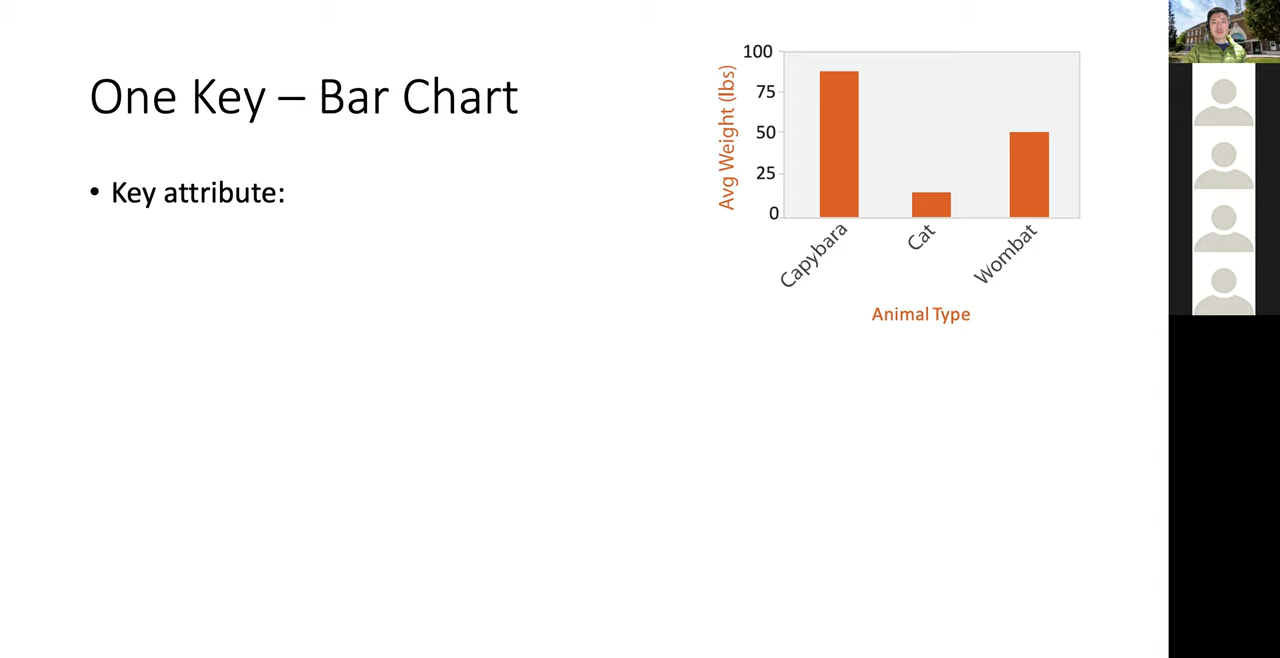 One Key – Bar Chart
• Key attribute:
Avg Weight (lbs)
100
75
50
25
0
Capybara
Cat
Wombat
Animal Type